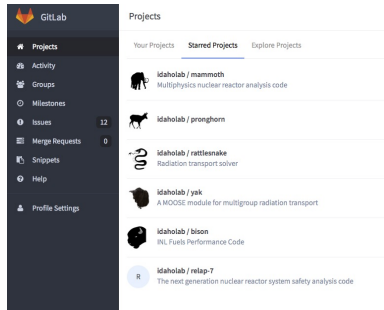 GitLab
Projects
Activity
Groups
Milestones
Issues 12
Merge Requests 0
Snippets
Help
Profile Settings
Projects
Your Projects Starred Projects Explore Projects
idaholab / mammoth
Multiphysics nuclear reactor analysis code
idaholab / pronghorn
idaholab / rattlesnake
Radiation transport solver
idaholab / yak
A MOOSE module for multigroup radiation transport
idaholab / bison
INL Fuels Performance Code
R
idaholab / relap-7
The next generation nuclear reactor system safety analysis code